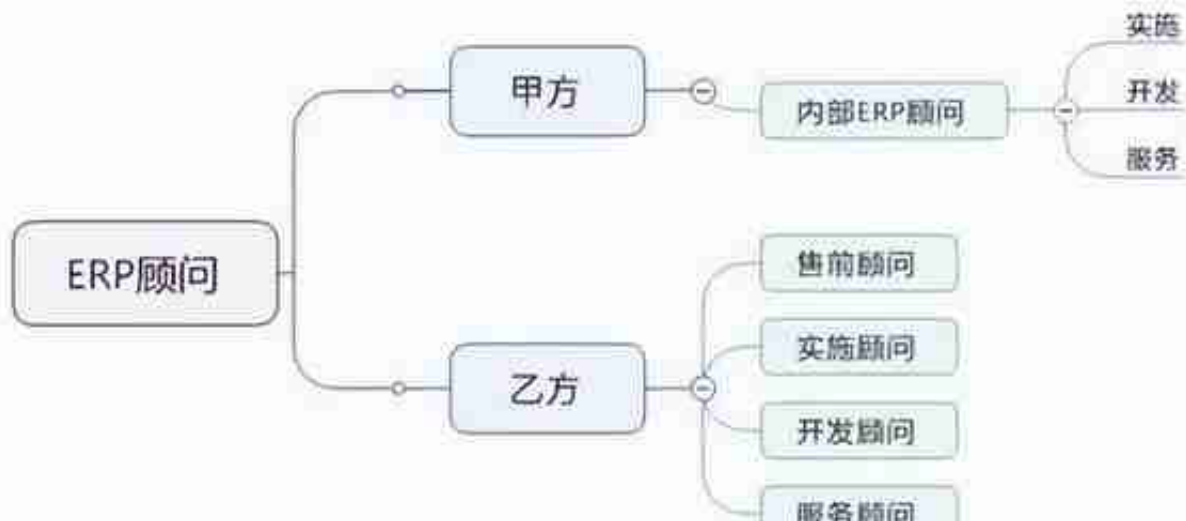 ERP顾问
甲方
内部ERP顾问
实施
开发
服务
乙方
售前顾问
实施顾问
开发顾问
服务顾问